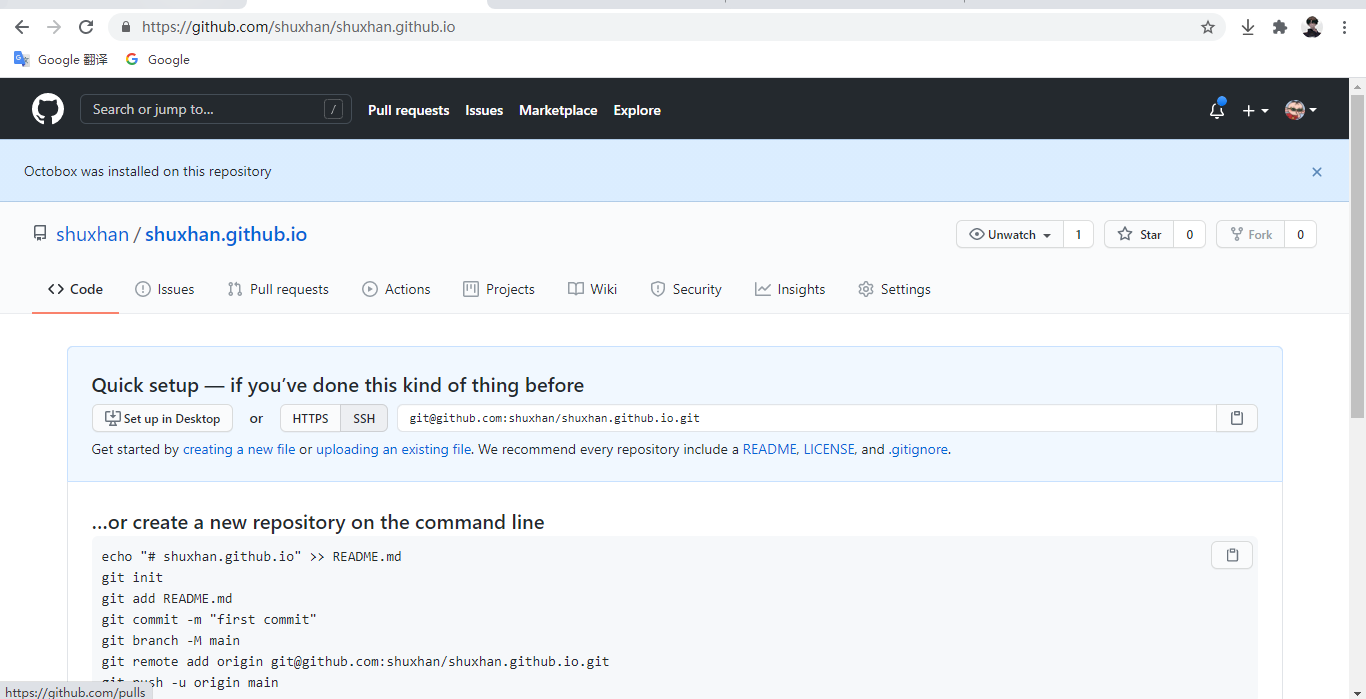 https://github.com/shuxhan/shuxhan.github.io
Google 翻译 Google
Search or jump to... / Pull requests Issues Marketplace Explore
Octobox was installed on this repository
shuxhan / shuxhan.github.io Unwatch 1 Star 0 Fork 0
Code Issues Pull requests Actions Projects Wiki Security Insights Settings
Quick setup — if you’ve done this kind of thing before
Set up in Desktop or HTTPS SSH git@github.com:shuxhan/shuxhan.github.io.git
Get started by creating a new file or uploading an existing file. We recommend every repository include a README, LICENSE, and .gitignore.
…or create a new repository on the command line
echo "# shuxhan.github.io" >> README.md
git init
git add README.md
git commit -m "first commit"
git branch -M main
git remote add origin git@github.com:shuxhan/shuxhan.github.io.git
git push -u origin main
https://github.com/pulls